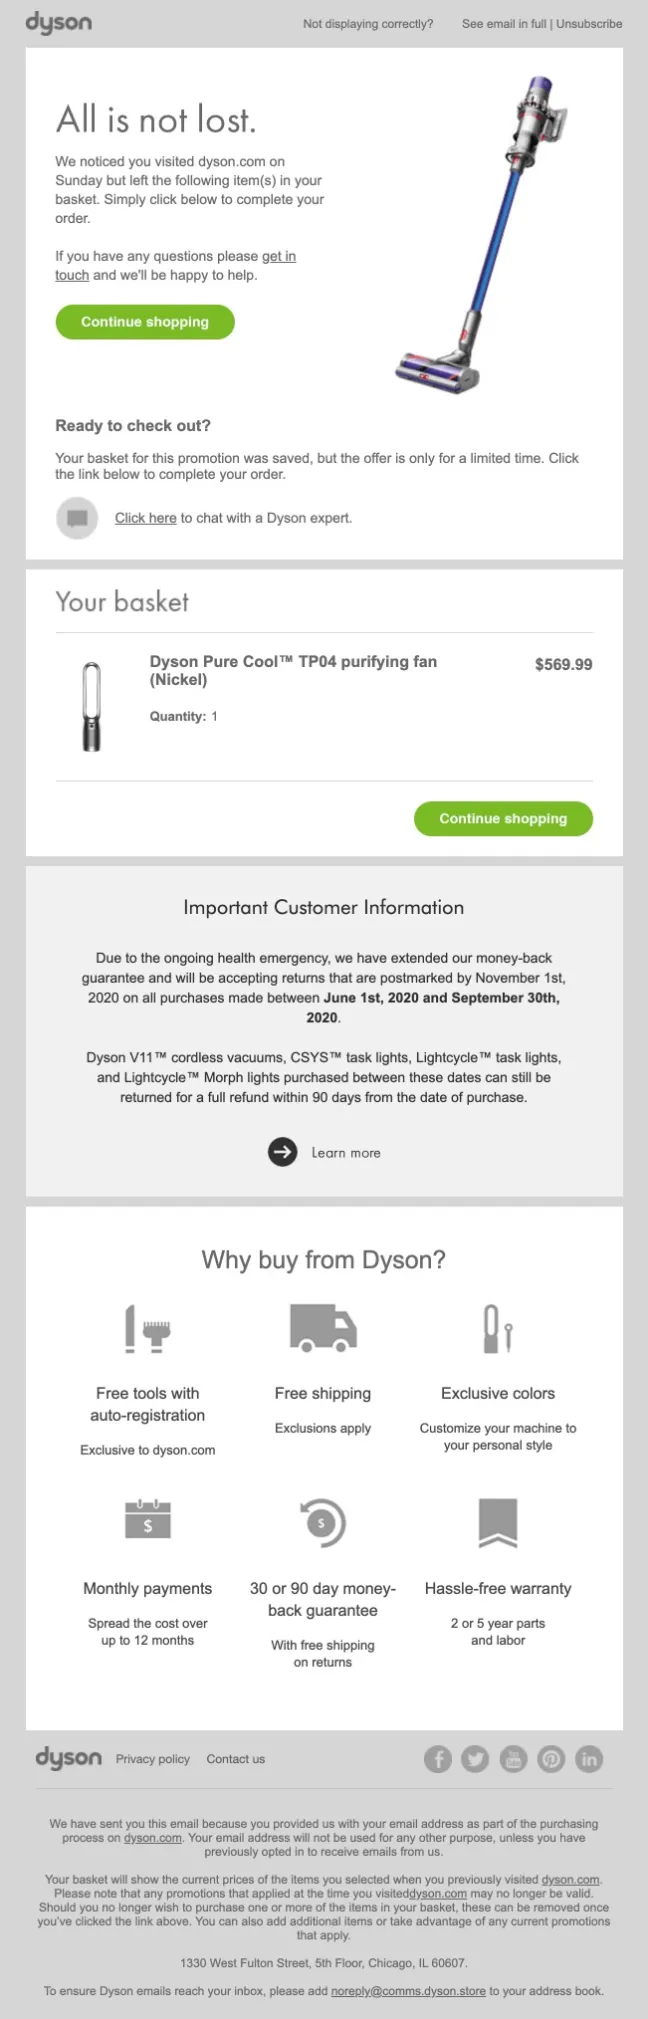 dyson
Not displaying correctly? See email in full | Unsubscribe
All is not lost.
We noticed you visited dyson.com on
Sunday but left the following item(s) in your
basket. Simply click below to complete your
order.
If you have any questions please get in
touch and we'll be happy to help.
Continue shopping
Ready to check out?
Your basket for this promotion was saved, but the offer is only for a limited time. Click
the link below to complete your order.
Click here to chat with a Dyson expert.
Your basket
Dyson Pure Cool™ TP04 purifying fan
(Nickel)
$569.99
Quantity: 1
Continue shopping
Important Customer Information
Due to the ongoing health emergency, we have extended our money-back
guarantee and will be accepting returns that are postmarked by November 1st,
2020 on all purchases made between June 1st, 2020 and September 30th,
2020.
Dyson V11™ cordless vacuums, CSYS™ task lights, Lightcycle™ task lights,
and Lightcycle™ Morph lights purchased between these dates can still be
returned for a full refund within 90 days from the date of purchase.
Learn more
Why buy from Dyson?
Free tools with
auto-registration
Exclusive to dyson.com
Free shipping
Exclusions apply
Exclusive colors
Customize your machine to
your personal style
$
Monthly payments
Spread the cost over
up to 12 months
$
30 or 90 day money-
back guarantee
With free shipping
on returns
Hassle-free warranty
2 or 5 year parts
and labor
dyson Privacy policy Contact us
We have sent you this email because you provided us with your email address as part of the purchasing
process on dyson.com. Your email address will not be used for any other purpose, unless you have
previously opted in to receive emails from us.
Your basket will show the current prices of the items you selected when you previously visited dyson.com.
Please note that any promotions that applied at the time you visiteddyson.com may no longer be valid.
Should you no longer wish to purchase one or more of the items in your basket, these can be removed once
you've clicked the link above. You can also add additional items or take advantage of any current promotions
that apply.
1330 West Fulton Street, 5th Floor, Chicago, IL 60607.
To ensure Dyson emails reach your inbox, please add noreply@comms.dyson.store to your address book.